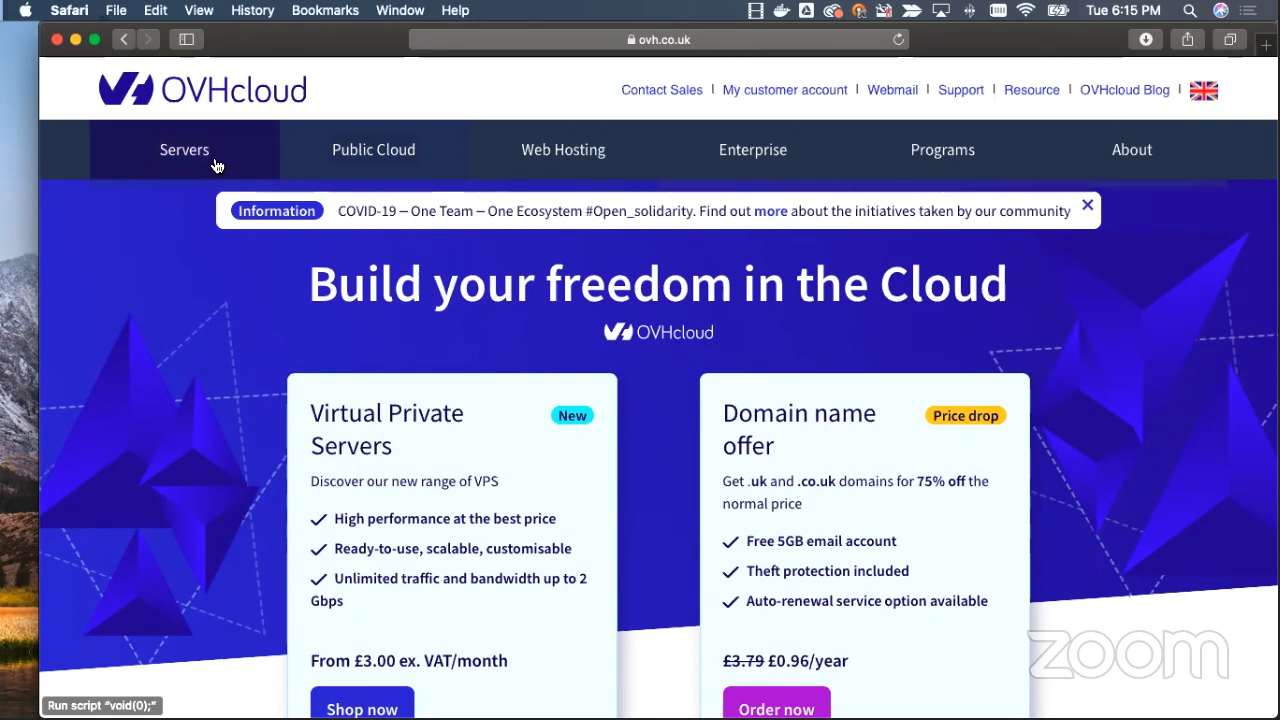 Safari File Edit View History Bookmarks Window Help Tue 6:15 PM
ovh.co.uk
OVHcloud
Contact Sales | My customer account | Webmail | Support | Resource | OVHcloud Blog |
Servers Public Cloud Web Hosting Enterprise Programs About
Information COVID-19 – One Team – One Ecosystem #Open_solidarity. Find out more about the initiatives taken by our community
Build your freedom in the Cloud
OVHcloud
Virtual Private
Servers
New
Discover our new range of VPS
High performance at the best price
Ready-to-use, scalable, customisable
Unlimited traffic and bandwidth up to 2
Gbps
From £3.00 ex. VAT/month
Shop now
Domain name
offer
Price drop
Get .uk and .co.uk domains for 75% off the
normal price
Free 5GB email account
Theft protection included
Auto-renewal service option available
£3.79 £0.96/year
Order now
zoom
Run script "void(0);"